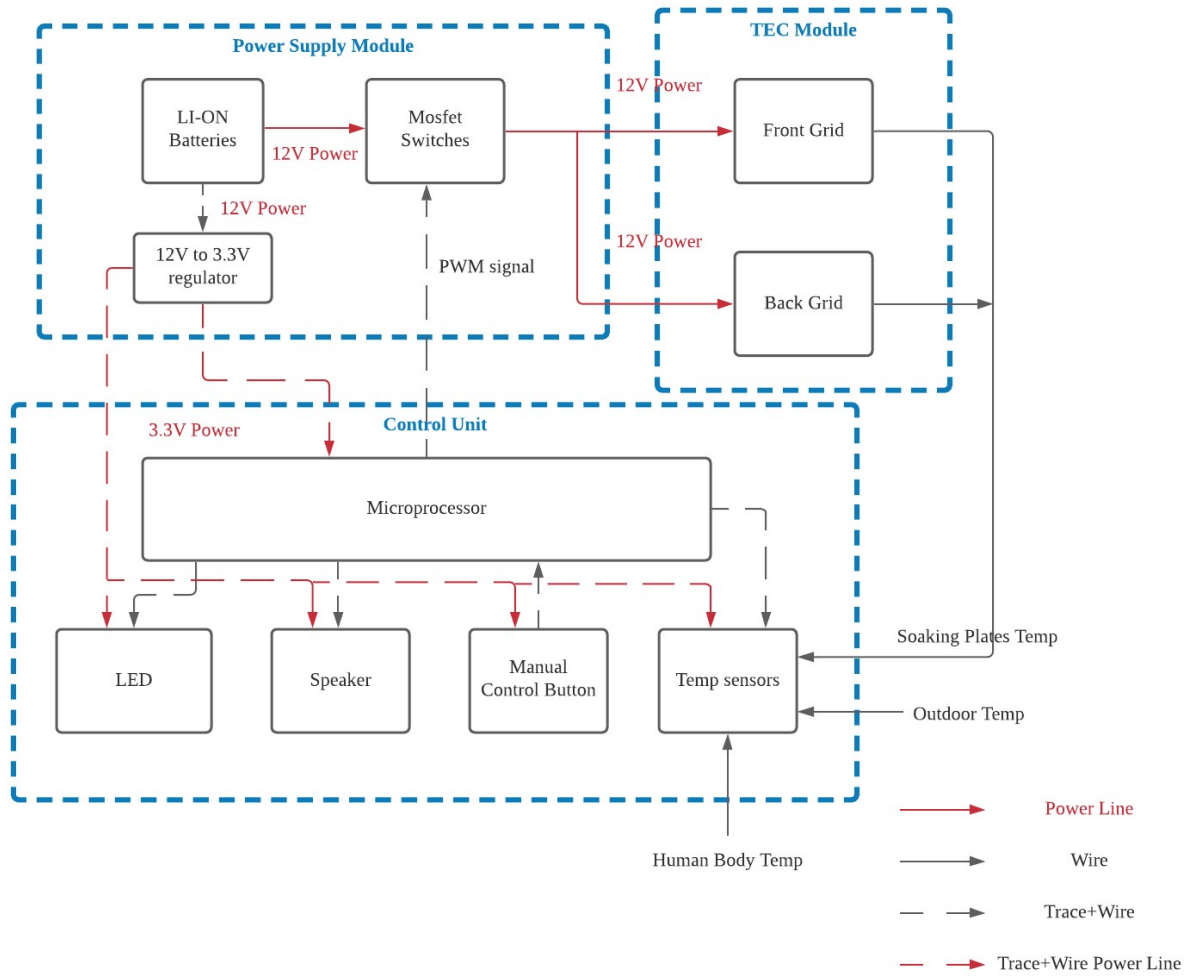 Power Supply Module
TEC Module
LI-ON
Batteries
Mosfet
Switches
12V Power
12V Power
Front Grid
12V Power
12V to 3.3V
regulator
PWM signal
12V Power
Back Grid
Control Unit
3.3V Power
Microprocessor
LED
Speaker
Manual
Control Button
Temp sensors
Soaking Plates Temp
Outdoor Temp
Human Body Temp
Power Line
Wire
Trace+Wire
Trace+Wire Power Line